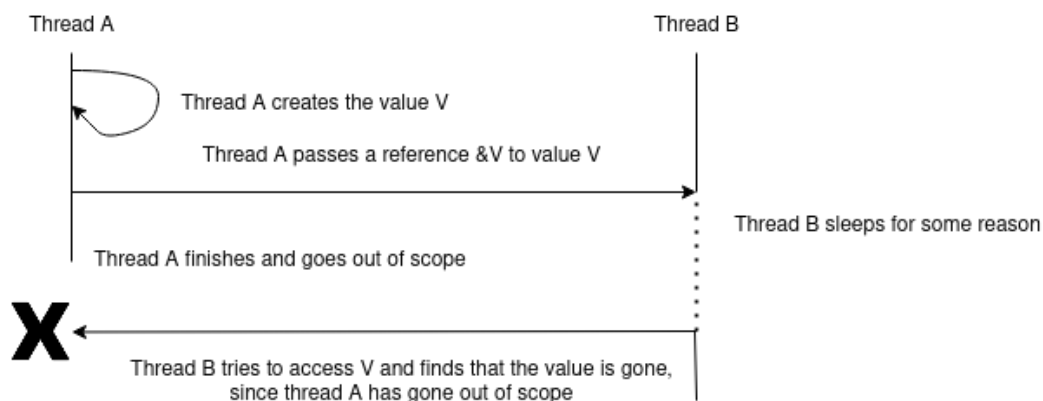 Thread A
Thread B
Thread A creates the value V
Thread A passes a reference &V to value V
Thread B sleeps for some reason
Thread A finishes and goes out of scope
X
Thread B tries to access V and finds that the value is gone,
since thread A has gone out of scope